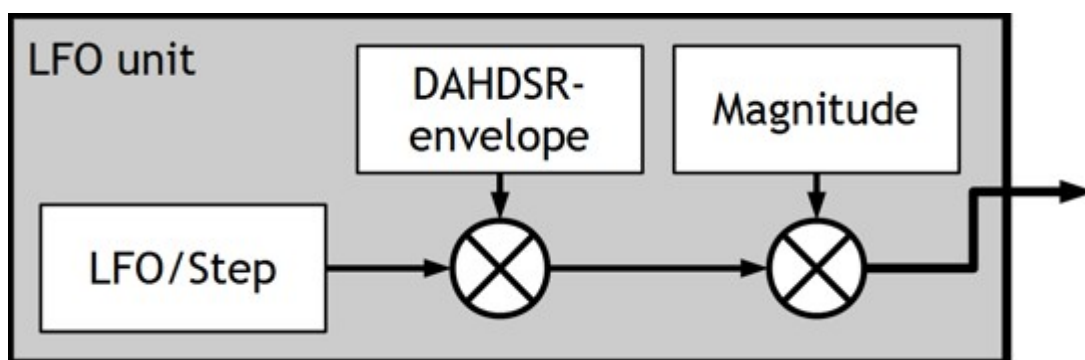 LFO unit
DAHDSR-
envelope
Magnitude
LFO/Step